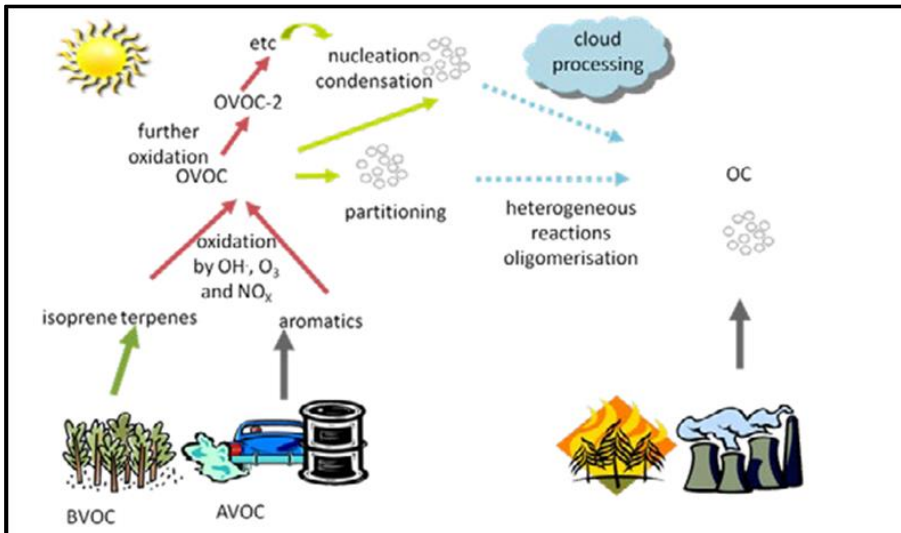 etc
nucleation
condensation
cloud
processing
OVOC-2
further
oxidation
OVOC
partitioning
OC
heterogeneous
reactions
oligomerisation
oxidation
by OH·, O₃
and NOₓ
isoprene terpenes
aromatics
BVOC
AVOC